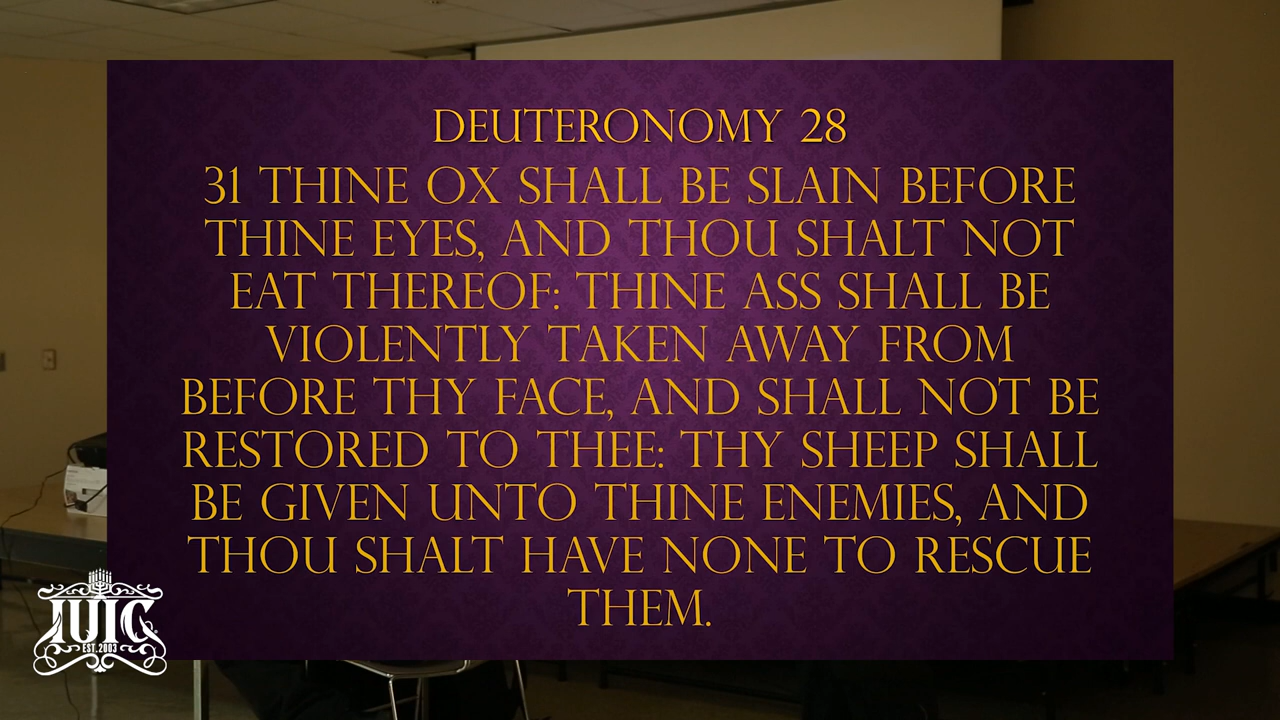 DEUTERONOMY 28
31 THINE OX SHALL BE SLAIN BEFORE
THINE EYES, AND THOU SHALT NOT
EAT THEREOF: THINE ASS SHALL BE
VIOLENTLY TAKEN AWAY FROM
BEFORE THY FACE, AND SHALL NOT BE
RESTORED TO THEE: THY SHEEP SHALL
BE GIVEN UNTO THINE ENEMIES, AND
THOU SHALT HAVE NONE TO RESCUE
THEM.
IUIC
EST. 2003